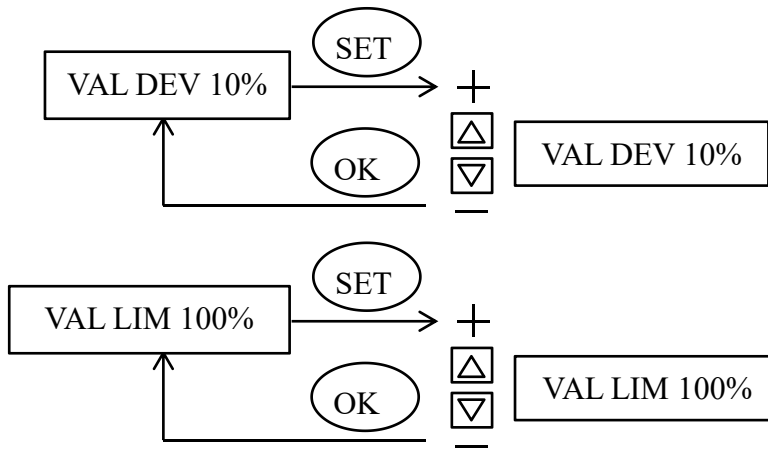 SET
VAL DEV 10%
+
OK
VAL DEV 10%
—
SET
VAL LIM 100%
+
OK
VAL LIM 100%
—